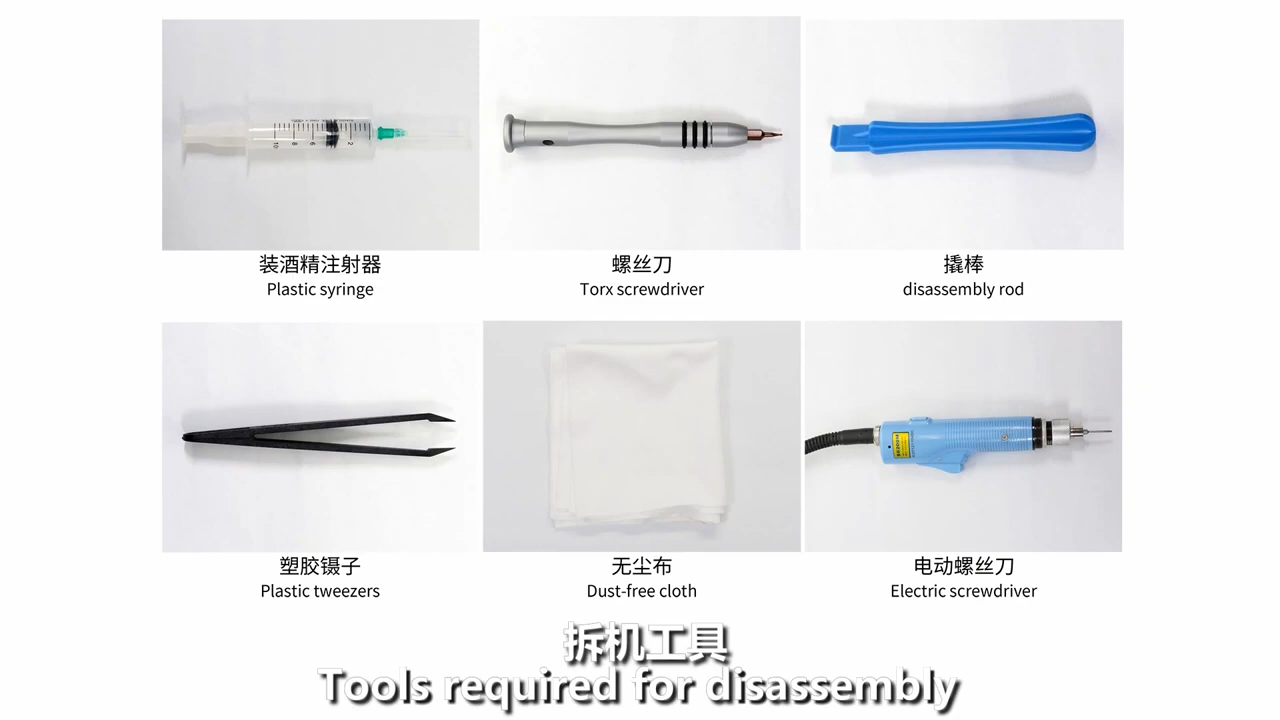 装酒精注射器
Plastic syringe
螺丝刀
Torx screwdriver
撬棒
disassembly rod
塑胶镊子
Plastic tweezers
无尘布
Dust-free cloth
电动螺丝刀
Electric screwdriver
拆机工具
Tools required for disassembly